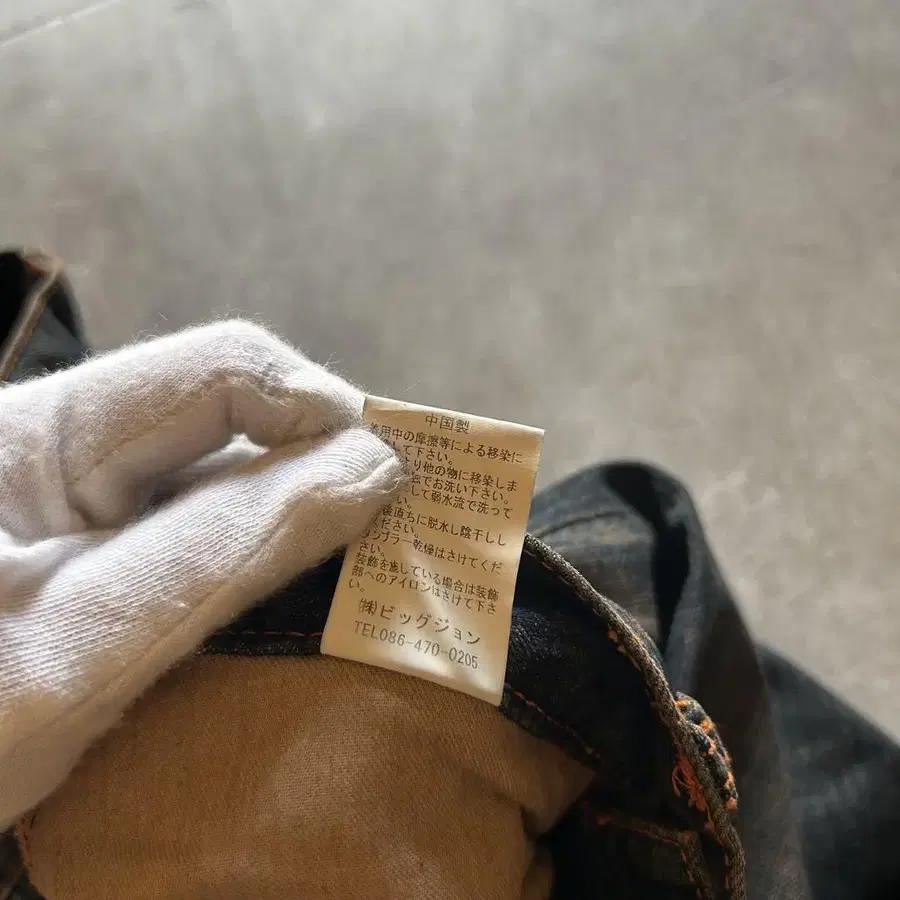 中国製
着用中の摩擦等による移染に
して下さい。
より他の物に移染しま
でお洗い下さい。
して弱水流で洗って
い。
後直ちに脱水し陰干しし
ください。
タンブラー乾燥はさけてくだ
さい。
装飾を施している場合は装飾
部へのアイロンはさけて下さ
い。
㈱ビッグジョン
TEL086-470-0205